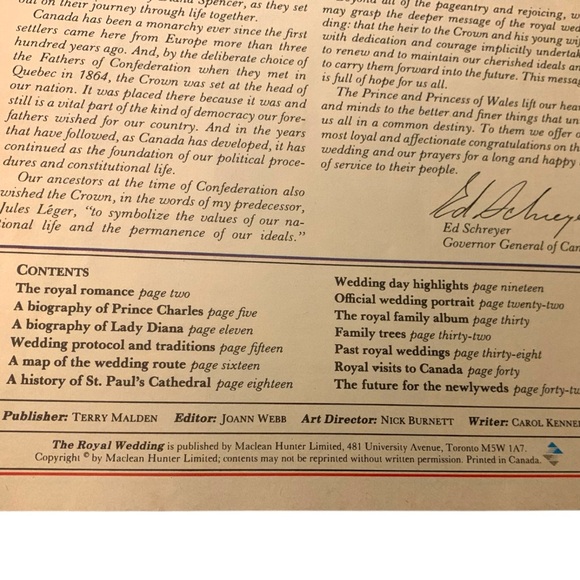 out on their journey through life together.
Canada has been a monarchy ever since the first
settlers came here from Europe more than three
hundred years ago. And, by the deliberate choice of
the Fathers of Confederation when they met in
Quebec in 1864, the Crown was set at the head of
our nation. It was placed there because it was and
still is a vital part of the kind of democracy our fore-
fathers wished for our country. And in the years
that have followed, as Canada has developed, it has
continued as the foundation of our political proce-
dures and constitutional life.
Our ancestors at the time of Confederation also
wished the Crown, in the words of my predecessor,
Jules Léger, "to symbolize the values of our na-
tional life and the permanence of our ideals."
may grasp the deeper message of the royal wed-
ding: that the heir to the Crown and his young wife
with dedication and courage implicitly undertake
to renew and to maintain our cherished ideals and
to carry them forward into the future. This message
is full of hope for us all.
The Prince and Princess of Wales lift our hearts
and minds to the better and finer things that unite
us all in a common destiny. To them we offer our
most loyal and affectionate congratulations on their
wedding and our prayers for a long and happy life
of service to their people.
Ed Schreyer
Ed Schreyer
Governor General of Canada
CONTENTS
The royal romance page two
A biography of Prince Charles page five
A biography of Lady Diana page eleven
Wedding protocol and traditions page fifteen
A map of the wedding route page sixteen
A history of St. Paul's Cathedral page eighteen
Wedding day highlights page nineteen
Official wedding portrait page twenty-two
The royal family album page thirty
Family trees page thirty-two
Past royal weddings page thirty-eight
Royal visits to Canada page forty
The future for the newlyweds page forty-two
Publisher: TERRY MALDEN Editor: JOANN WEBB Art Director: NICK BURNETT Writer: CAROL
The Royal Wedding is published by Maclean Hunter Limited, 481 University Avenue, Toronto M5W 1A7.
Copyright © by Maclean Hunter Limited; contents may not be reprinted without written permission. Printed in Canada.